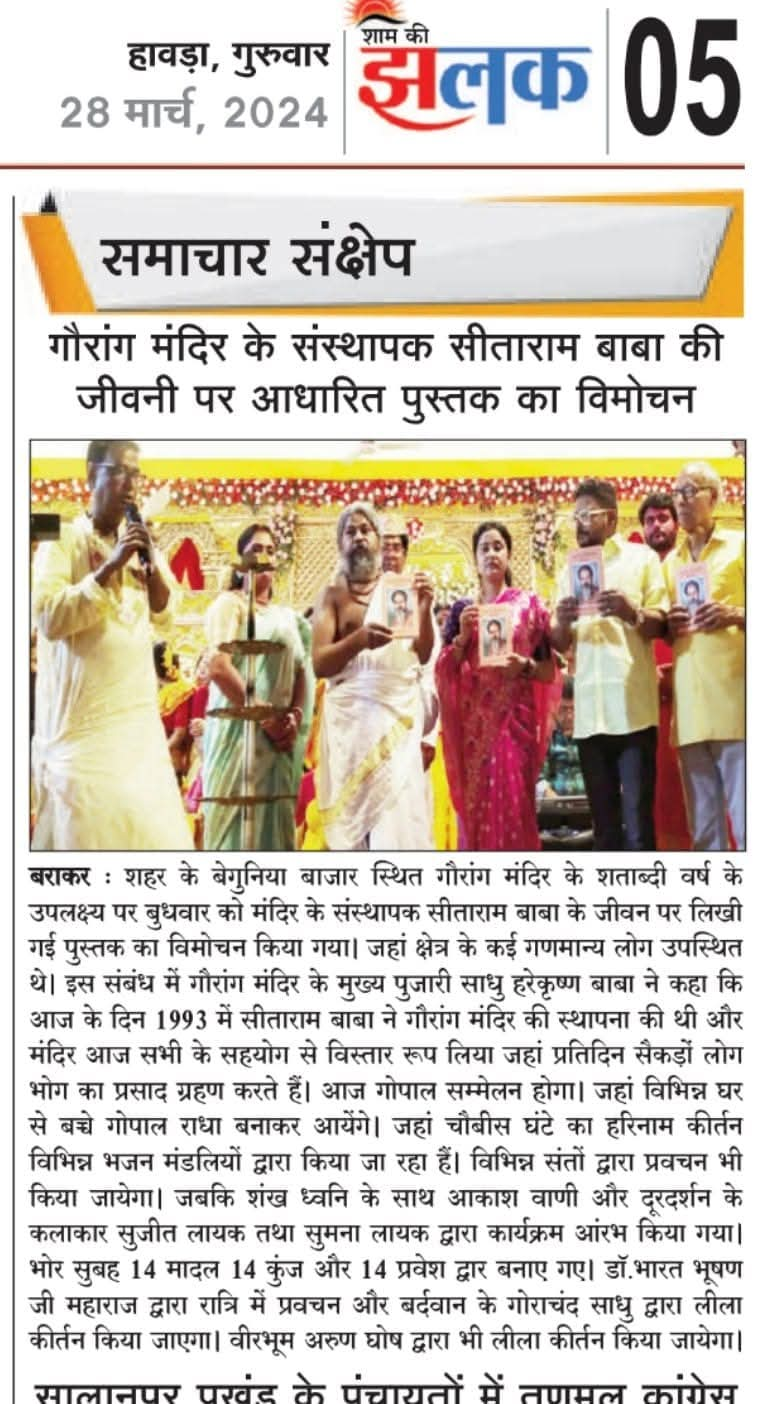 शाम की
हावड़ा, गुरुवार
झलक
05
28 मार्च, 2024
समाचार संक्षेप
गौरांग मंदिर के संस्थापक सीताराम बाबा की
जीवनी पर आधारित पुस्तक का विमोचन
बराकर : शहर के बेगुनिया बाजार स्थित गौरांग मंदिर के शताब्दी वर्ष के
उपलक्ष्य पर बुधवार को मंदिर के संस्थापक सीताराम बाबा के जीवन पर लिखी
गई पुस्तक का विमोचन किया गया। जहां क्षेत्र के कई गणमान्य लोग उपस्थित
थे। इस संबंध में गौरांग मंदिर के मुख्य पुजारी साधु हरेकृष्ण बाबा ने कहा कि
आज के दिन 1993 में सीताराम बाबा ने गौरांग मंदिर की स्थापना की थी और
मंदिर आज सभी के सहयोग से विस्तार रूप लिया जहां प्रतिदिन सैकड़ों लोग
भोग का प्रसाद ग्रहण करते हैं। आज गोपाल सम्मेलन होगा। जहां विभिन्न घर
से बच्चे गोपाल राधा बनाकर आयेंगे। जहां चौबीस घंटे का हरिनाम कीर्तन
विभिन्न भजन मंडलियों द्वारा किया जा रहा हैं। विभिन्न संतों द्वारा प्रवचन भी
किया जायेगा। जबकि शंख ध्वनि के साथ आकाश वाणी और दूरदर्शन के
कलाकार सुजीत लायक तथा सुमना लायक द्वारा कार्यक्रम आंरभ किया गया।
भोर सुबह 14 मादल 14 कुंज और 14 प्रवेश द्वार बनाए गए। डॉ.भारत भूषण
जी महाराज द्वारा रात्रि में प्रवचन और बर्दवान के गोराचंद साधु द्वारा लीला
कीर्तन किया जाएगा। वीरभूम अरुण घोष द्वारा भी लीला कीर्तन किया जायेगा।
सालानपुर प्रखंड के पंचायतों में तृणमूल कांग्रेस